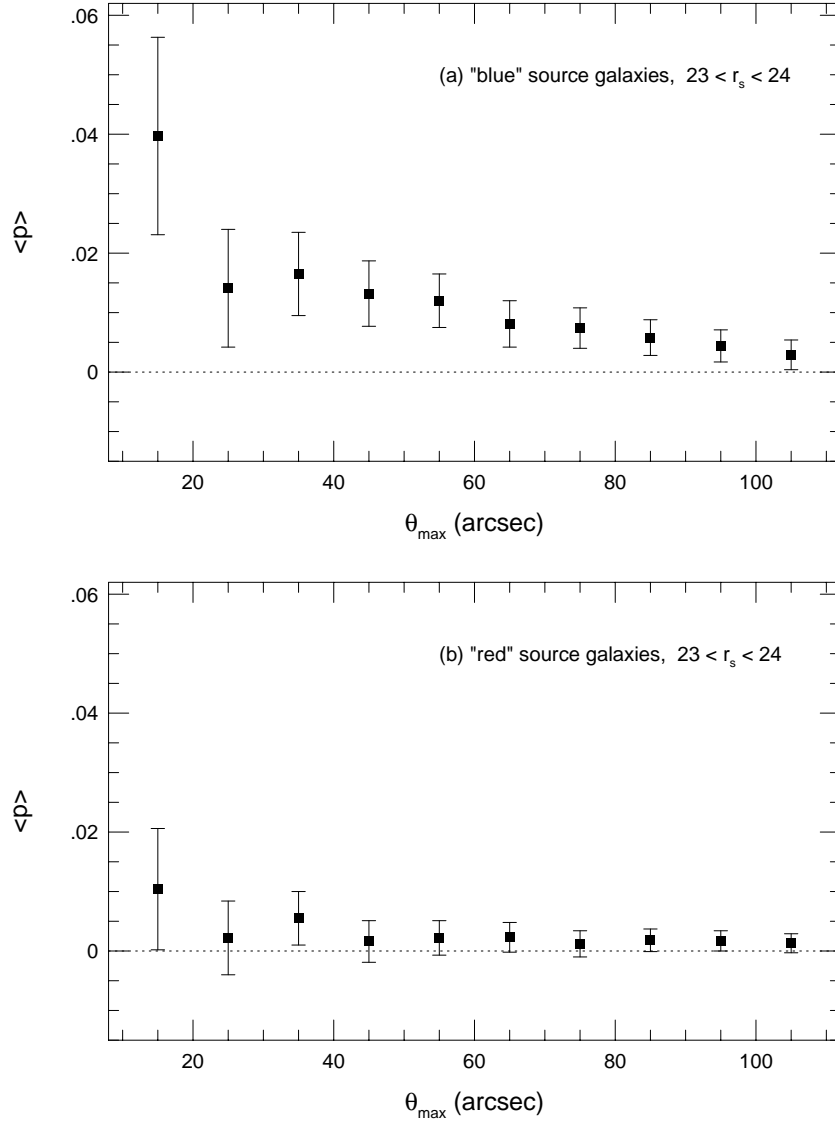 .06
(a) "blue" source galaxies, 23 < r_s < 24
.04
<p>
.02
0
20 40 60 80 100
θ_max (arcsec)
.06
(b) "red" source galaxies, 23 < r_s < 24
.04
<p>
.02
0
20 40 60 80 100
θ_max (arcsec)